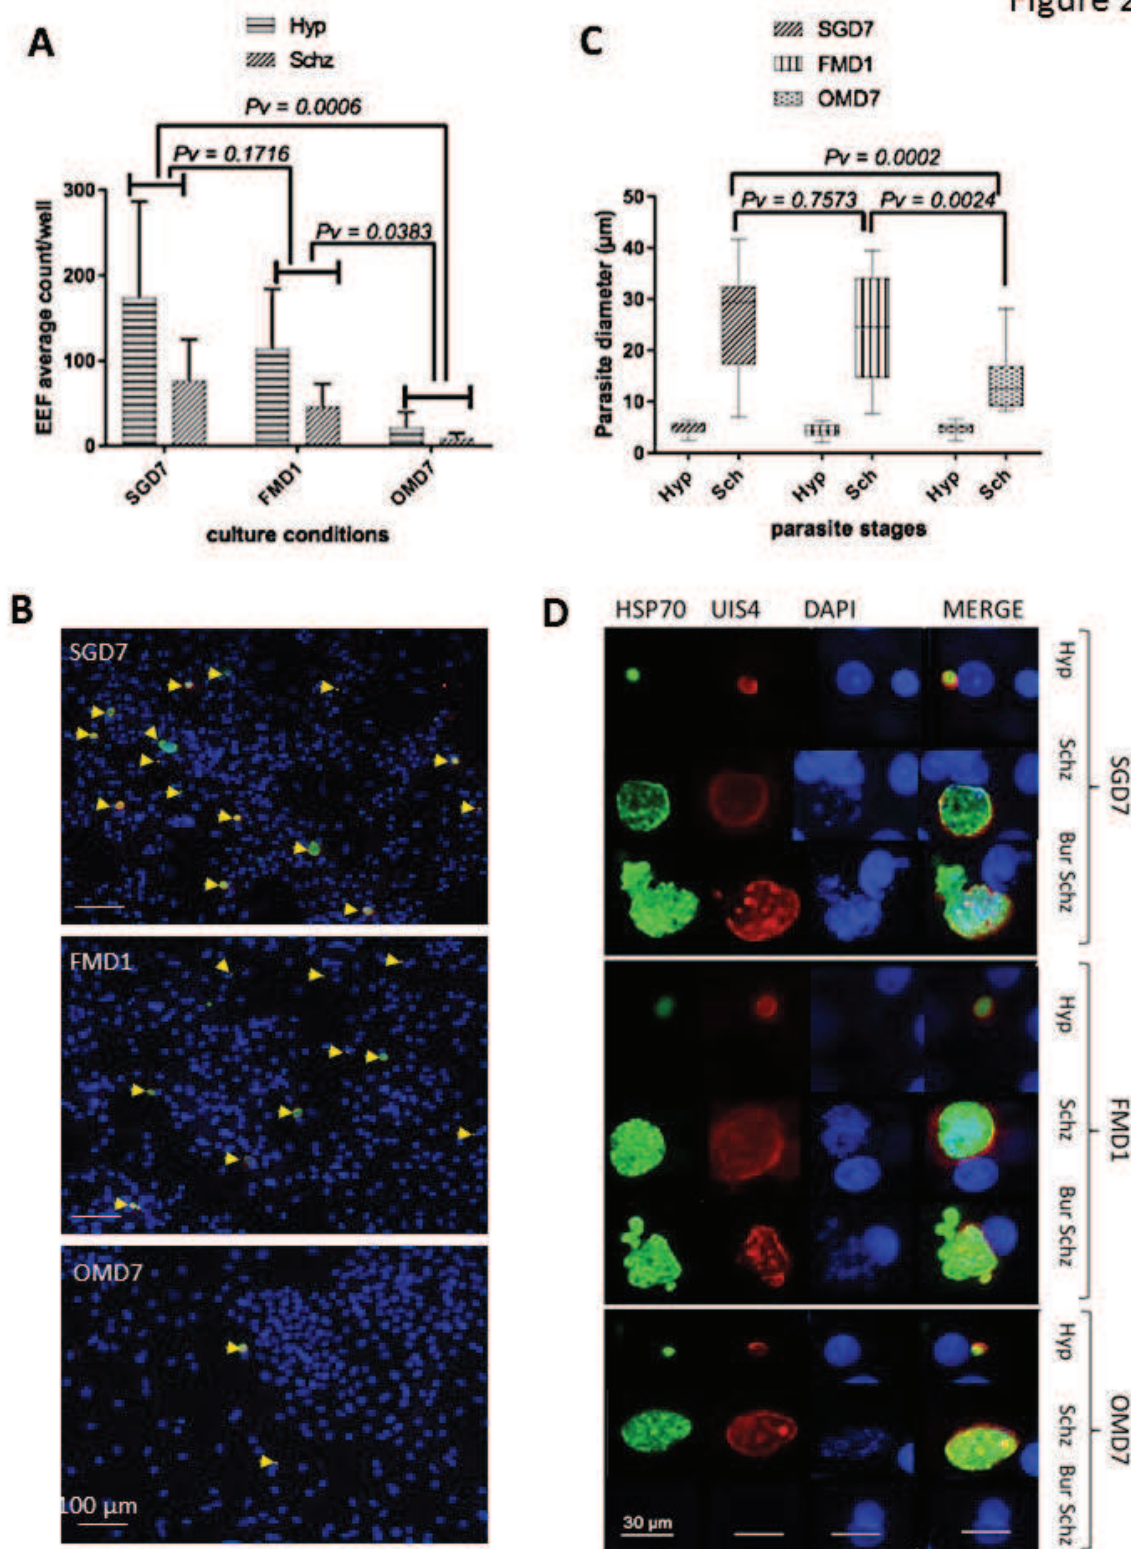 Figure 2
A
Hyp
Schz
Pv = 0.0006
Pv = 0.1716
Pv = 0.0383
300
200
100
0
EEF average count/well
SGD7
FMD1
OMD7
culture conditions
C
SGD7
FMD1
OMD7
Pv = 0.0002
Pv = 0.7573
Pv = 0.0024
50
40
30
20
10
0
Parasite diameter (µm)
Hyp
Sch
Hyp
Sch
Hyp
Sch
parasite stages
B
SGD7
FMD1
OMD7
100 µm
D
HSP70 UIS4 DAPI MERGE
Hyp
Schz
Bur Schz
SGD7
Hyp
Schz
Bur Schz
FMD1
Hyp
Schz
Bur Schz
OMD7
30 µm